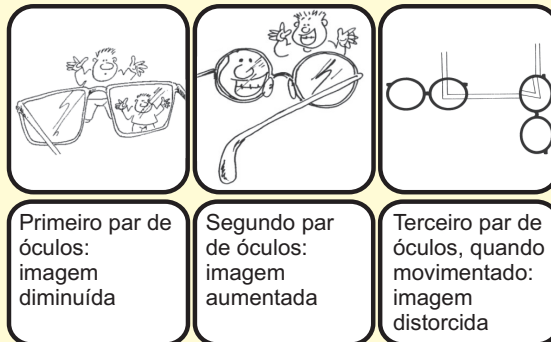 Primeiro par de
óculos:
imagem
diminuída
Segundo par
de óculos:
imagem
aumentada
Terceiro par de
óculos, quando
movimentado:
imagem
distorcida